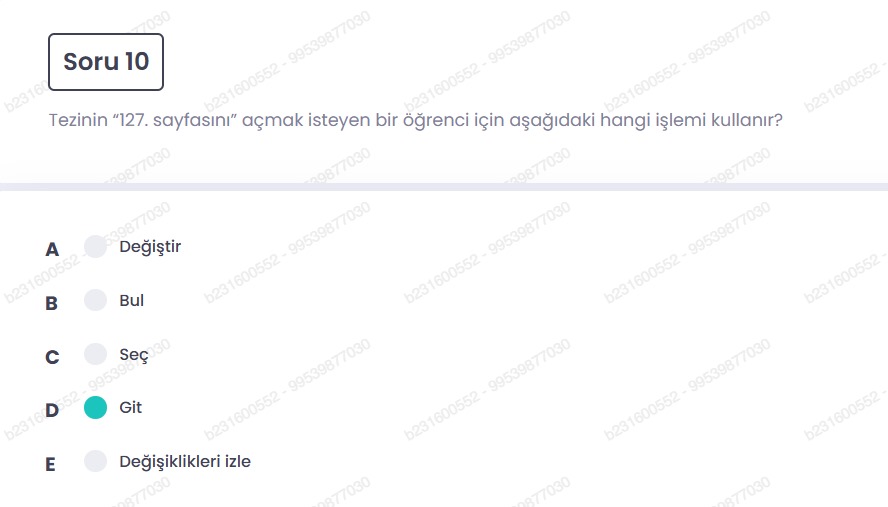 Soru 10
Tezinin “127. sayfasını” açmak isteyen bir öğrenci için aşağıdaki hangi işlemi kullanır?
A Değiştir
B Bul
C Seç
D Git
E Değişiklikleri izle
b231600552 - 99539877030